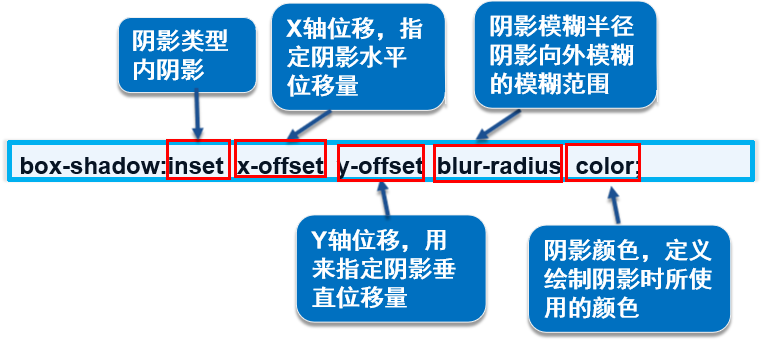 阴影类型
内阴影
X轴位移，指
定阴影水平
位移量
阴影模糊半径
阴影向外模糊
的模糊范围
box-shadow:inset x-offset y-offset blur-radius color;
Y轴位移，用
来指定阴影垂
直位移量
阴影颜色，定义
绘制阴影时所使
用的颜色